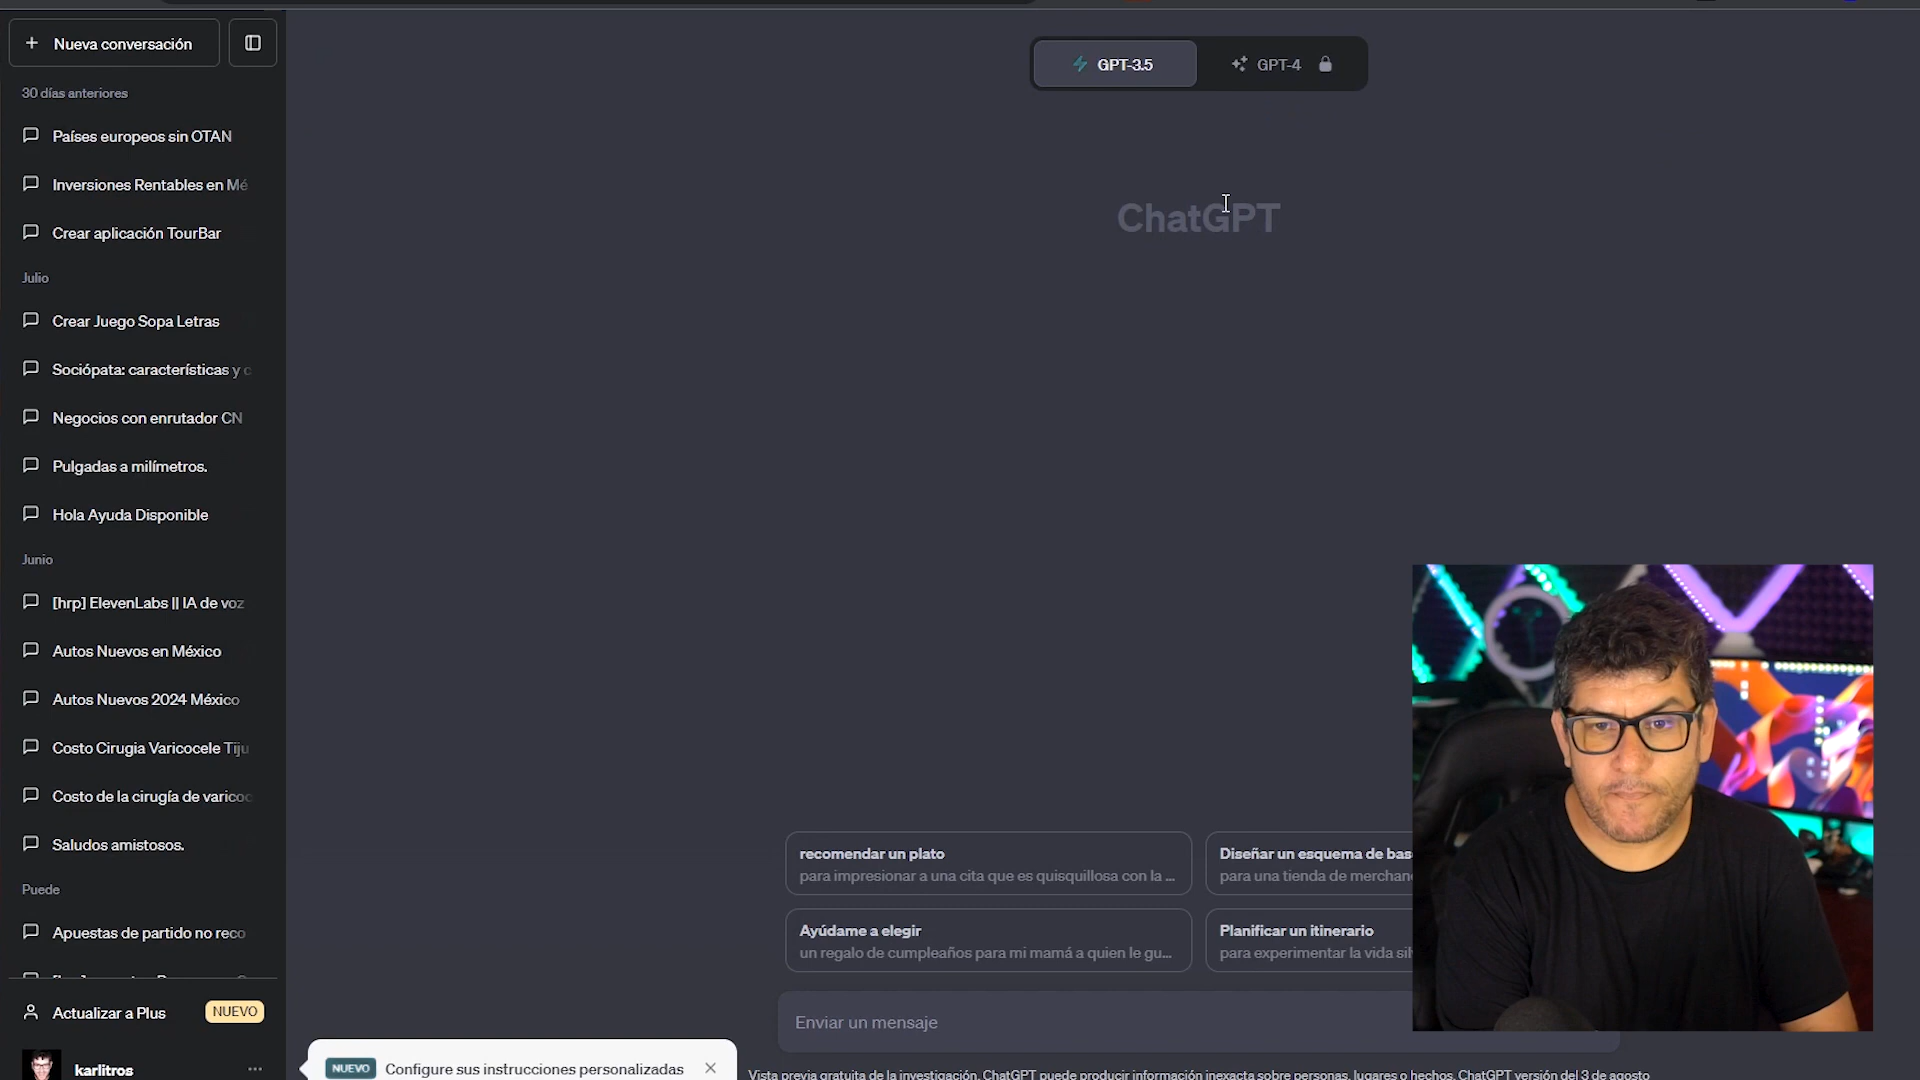 Nueva conversación
30 días anteriores
Países europeos sin OTAN
Inversiones Rentables en Mé
Crear aplicación TourBar
Julio
Crear Juego Sopa Letras
Sociópata: características y c
Negocios con enrutador CN
Pulgadas a milímetros.
Hola Ayuda Disponible
Junio
[hrp] ElevenLabs || IA de voz
Autos Nuevos en México
Autos Nuevos 2024 México
Costo Cirugia Varicocele Tiju
Costo de la cirugía de varicoc
Saludos amistosos.
Puede
Apuestas de partido no reco
Actualizar a Plus NUEVO
karlitros
GPT-3.5 GPT-4
ChatGPT
recomendar un plato
para impresionar a una cita que es quisquillosa con la ...
Diseñar un esquema de bas
para una tienda de merchan
Ayúdame a elegir
un regalo de cumpleaños para mi mamá a quien le gu...
Planificar un itinerario
para experimentar la vida sil
Enviar un mensaje
NUEVO Configure sus instrucciones personalizadas
Vista previa gratuita de la investigación. ChatGPT puede producir información inexacta sobre personas, lugares o hechos. ChatGPT versión del 3 de agosto